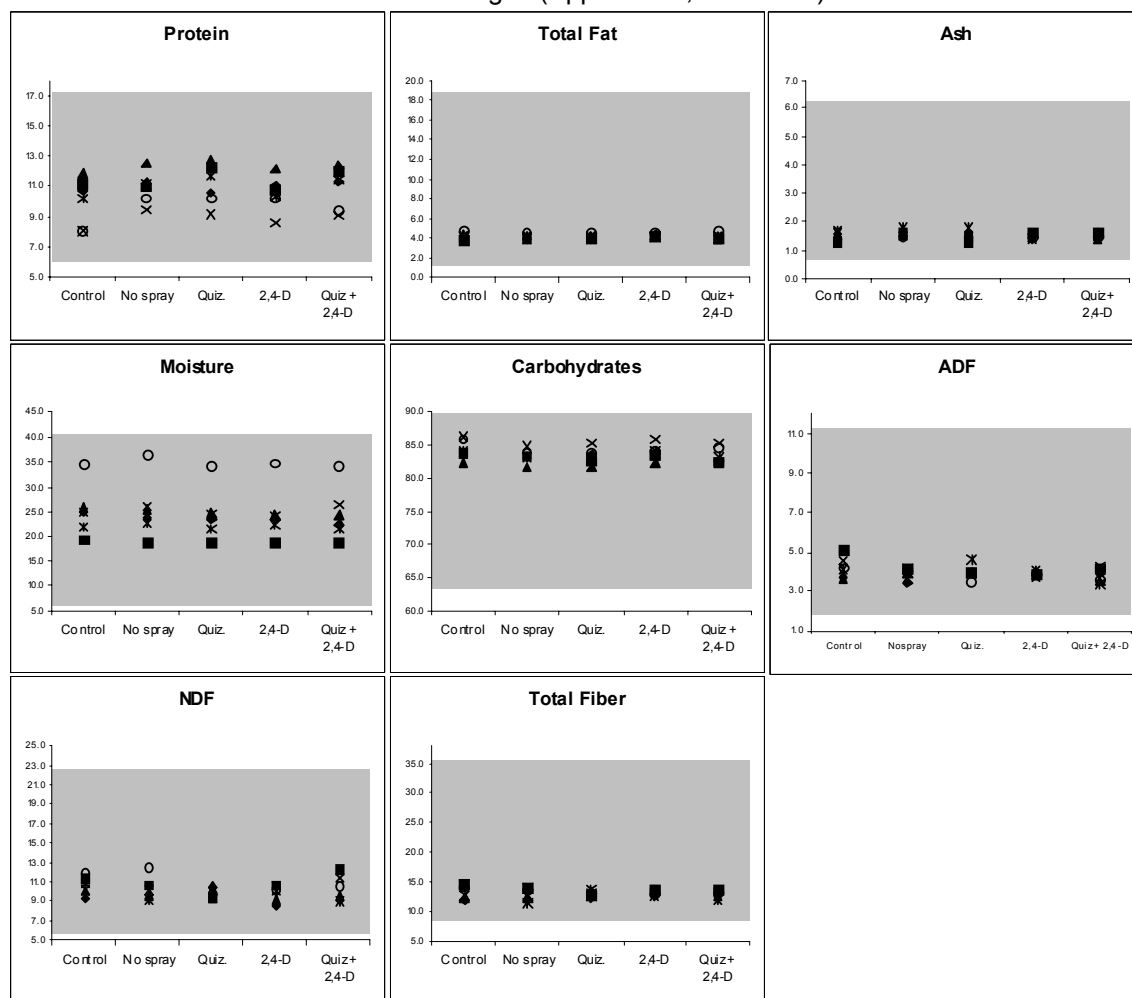 Protein
17.0
15.0
13.0
11.0
9.0
7.0
5.0
Control No spray Quiz. 2,4-D Quiz +
2,4-D
Total Fat
20.0
18.0
16.0
14.0
12.0
10.0
8.0
6.0
4.0
2.0
0.0
Control No spray Quiz. 2,4-D Quiz +
2,4-D
Ash
7.0
6.0
5.0
4.0
3.0
2.0
1.0
0.0
Control No spray Quiz. 2,4-D Quiz+
2,4-D
Moisture
45.0
40.0
35.0
30.0
25.0
20.0
15.0
10.0
5.0
Control No spray Quiz. 2,4-D Quiz +
2,4-D
Carbohydrates
90.0
85.0
80.0
75.0
70.0
65.0
60.0
Control No spray Quiz. 2,4-D Quiz +
2,4-D
ADF
11.0
9.0
7.0
5.0
3.0
1.0
Control Nospray Quiz. 2,4-D Quiz+ 2,4-D
NDF
25.0
23.0
21.0
19.0
17.0
15.0
13.0
11.0
9.0
7.0
5.0
Control No spray Quiz. 2,4-D Quiz+
2,4-D
Total Fiber
35.0
30.0
25.0
20.0
15.0
10.0
5.0
Control No spray Quiz. 2,4-D Quiz +
2,4-D